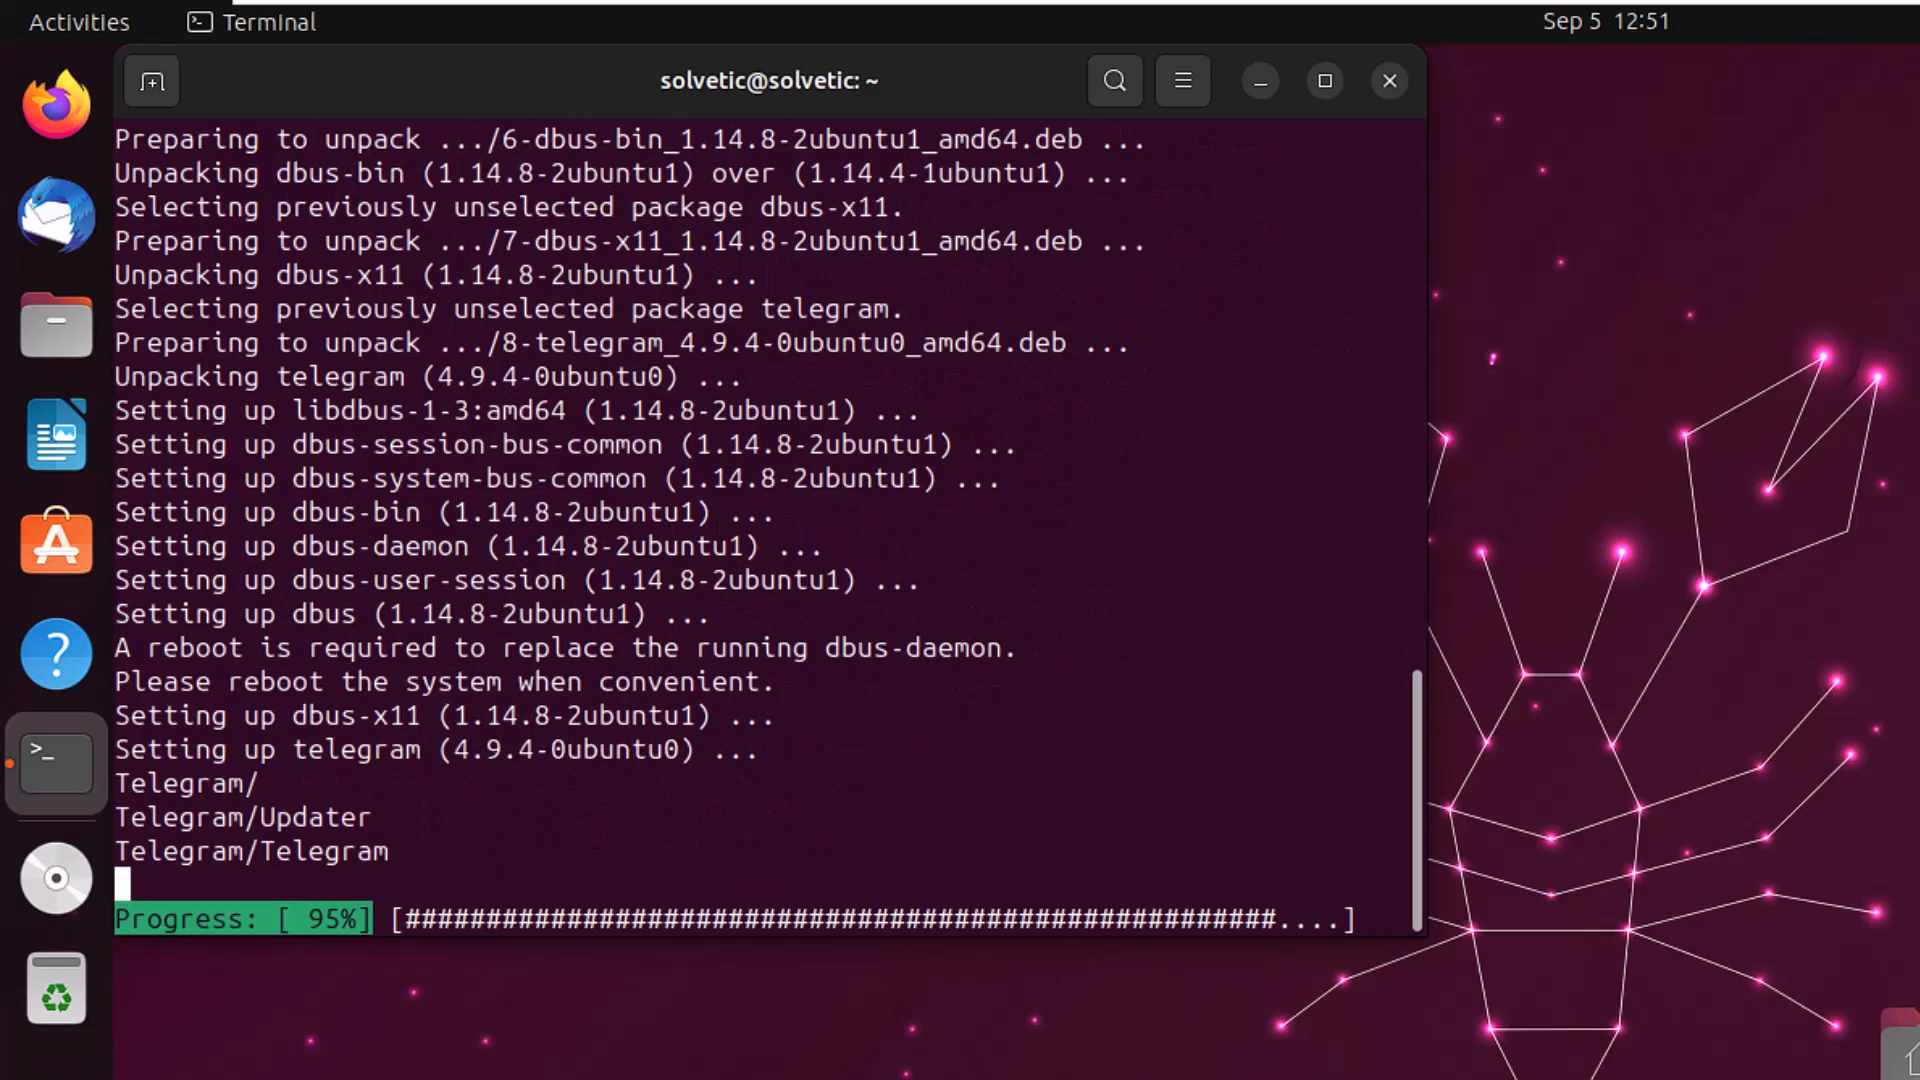 Activities
Terminal
Sep 5 12:51
solvetic@solvetic: ~
Preparing to unpack .../6-dbus-bin_1.14.8-2ubuntu1_amd64.deb ...
Unpacking dbus-bin (1.14.8-2ubuntu1) over (1.14.4-1ubuntu1) ...
Selecting previously unselected package dbus-x11.
Preparing to unpack .../7-dbus-x11_1.14.8-2ubuntu1_amd64.deb ...
Unpacking dbus-x11 (1.14.8-2ubuntu1) ...
Selecting previously unselected package telegram.
Preparing to unpack .../8-telegram_4.9.4-0ubuntu0_amd64.deb ...
Unpacking telegram (4.9.4-0ubuntu0) ...
Setting up libdbus-1-3:amd64 (1.14.8-2ubuntu1) ...
Setting up dbus-session-bus-common (1.14.8-2ubuntu1) ...
Setting up dbus-system-bus-common (1.14.8-2ubuntu1) ...
Setting up dbus-bin (1.14.8-2ubuntu1) ...
Setting up dbus-daemon (1.14.8-2ubuntu1) ...
Setting up dbus-user-session (1.14.8-2ubuntu1) ...
Setting up dbus (1.14.8-2ubuntu1) ...
A reboot is required to replace the running dbus-daemon.
Please reboot the system when convenient.
Setting up dbus-x11 (1.14.8-2ubuntu1) ...
Setting up telegram (4.9.4-0ubuntu0) ...
Telegram/
Telegram/Updater
Telegram/Telegram
Progress: [ 95%] [######################################################....]